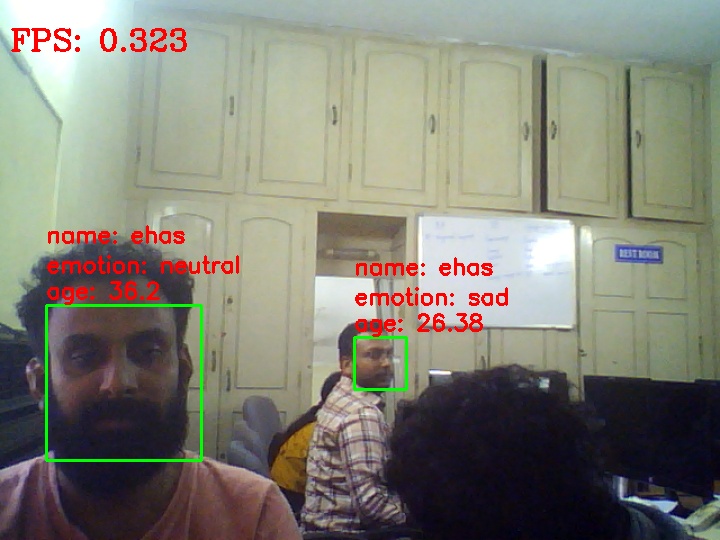 FPS: 0.323
name: ehas
emotion: neutral
age: 36.2
name: ehas
emotion: sad
age: 26.38
REST ROOM